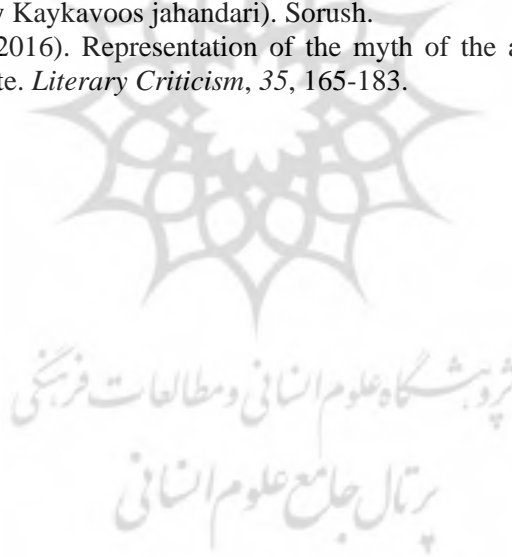 y Kaykavoos jahandari). Sorush.
2016). Representation of the myth of the a
te. Literary Criticism, 35, 165-183.
پژوهشگاه علوم انسانی و مطالعات فرهنگی
پرتال جامع علوم انسانی